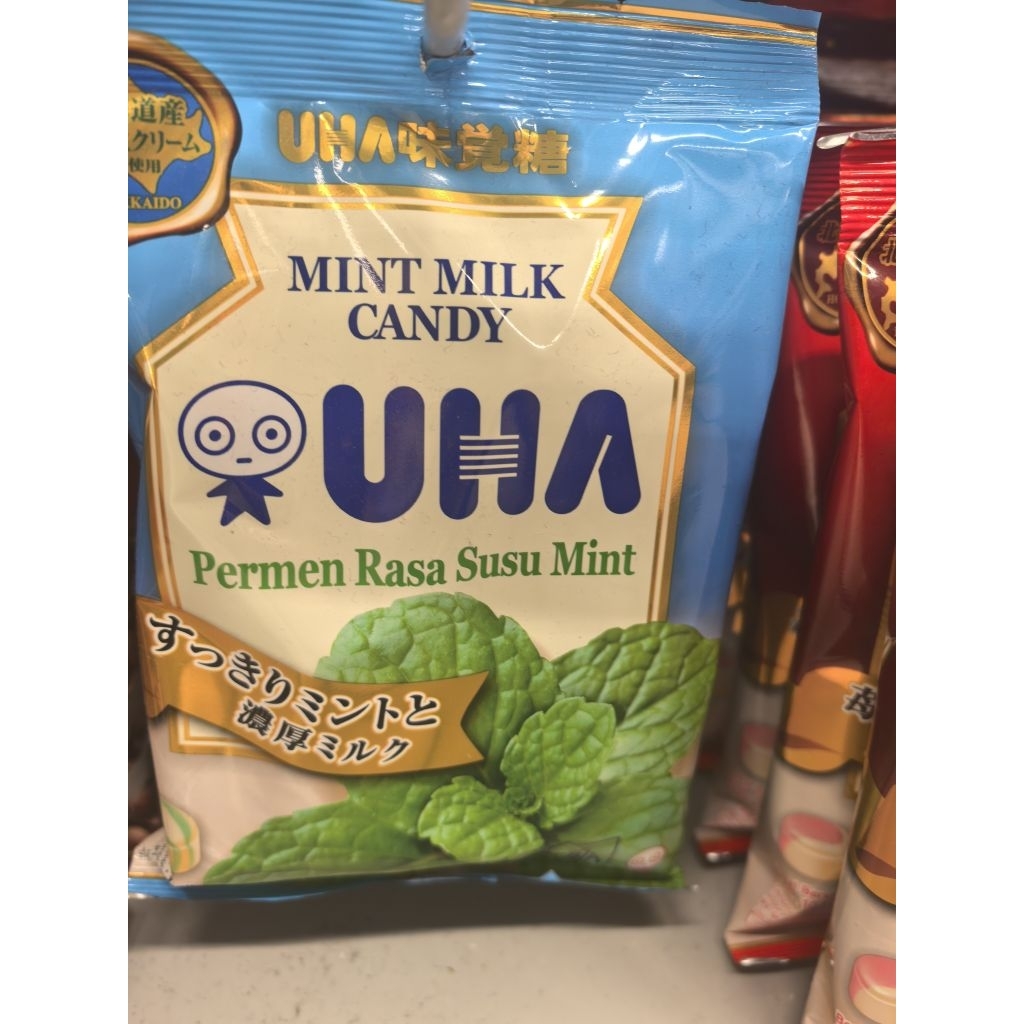 道産
クリーム
使用
KAIDO
UHA味覚糖
MINT MILK
CANDY
UHA
Permen Rasa Susu Mint
すっきりミントと
濃厚ミルク
苺